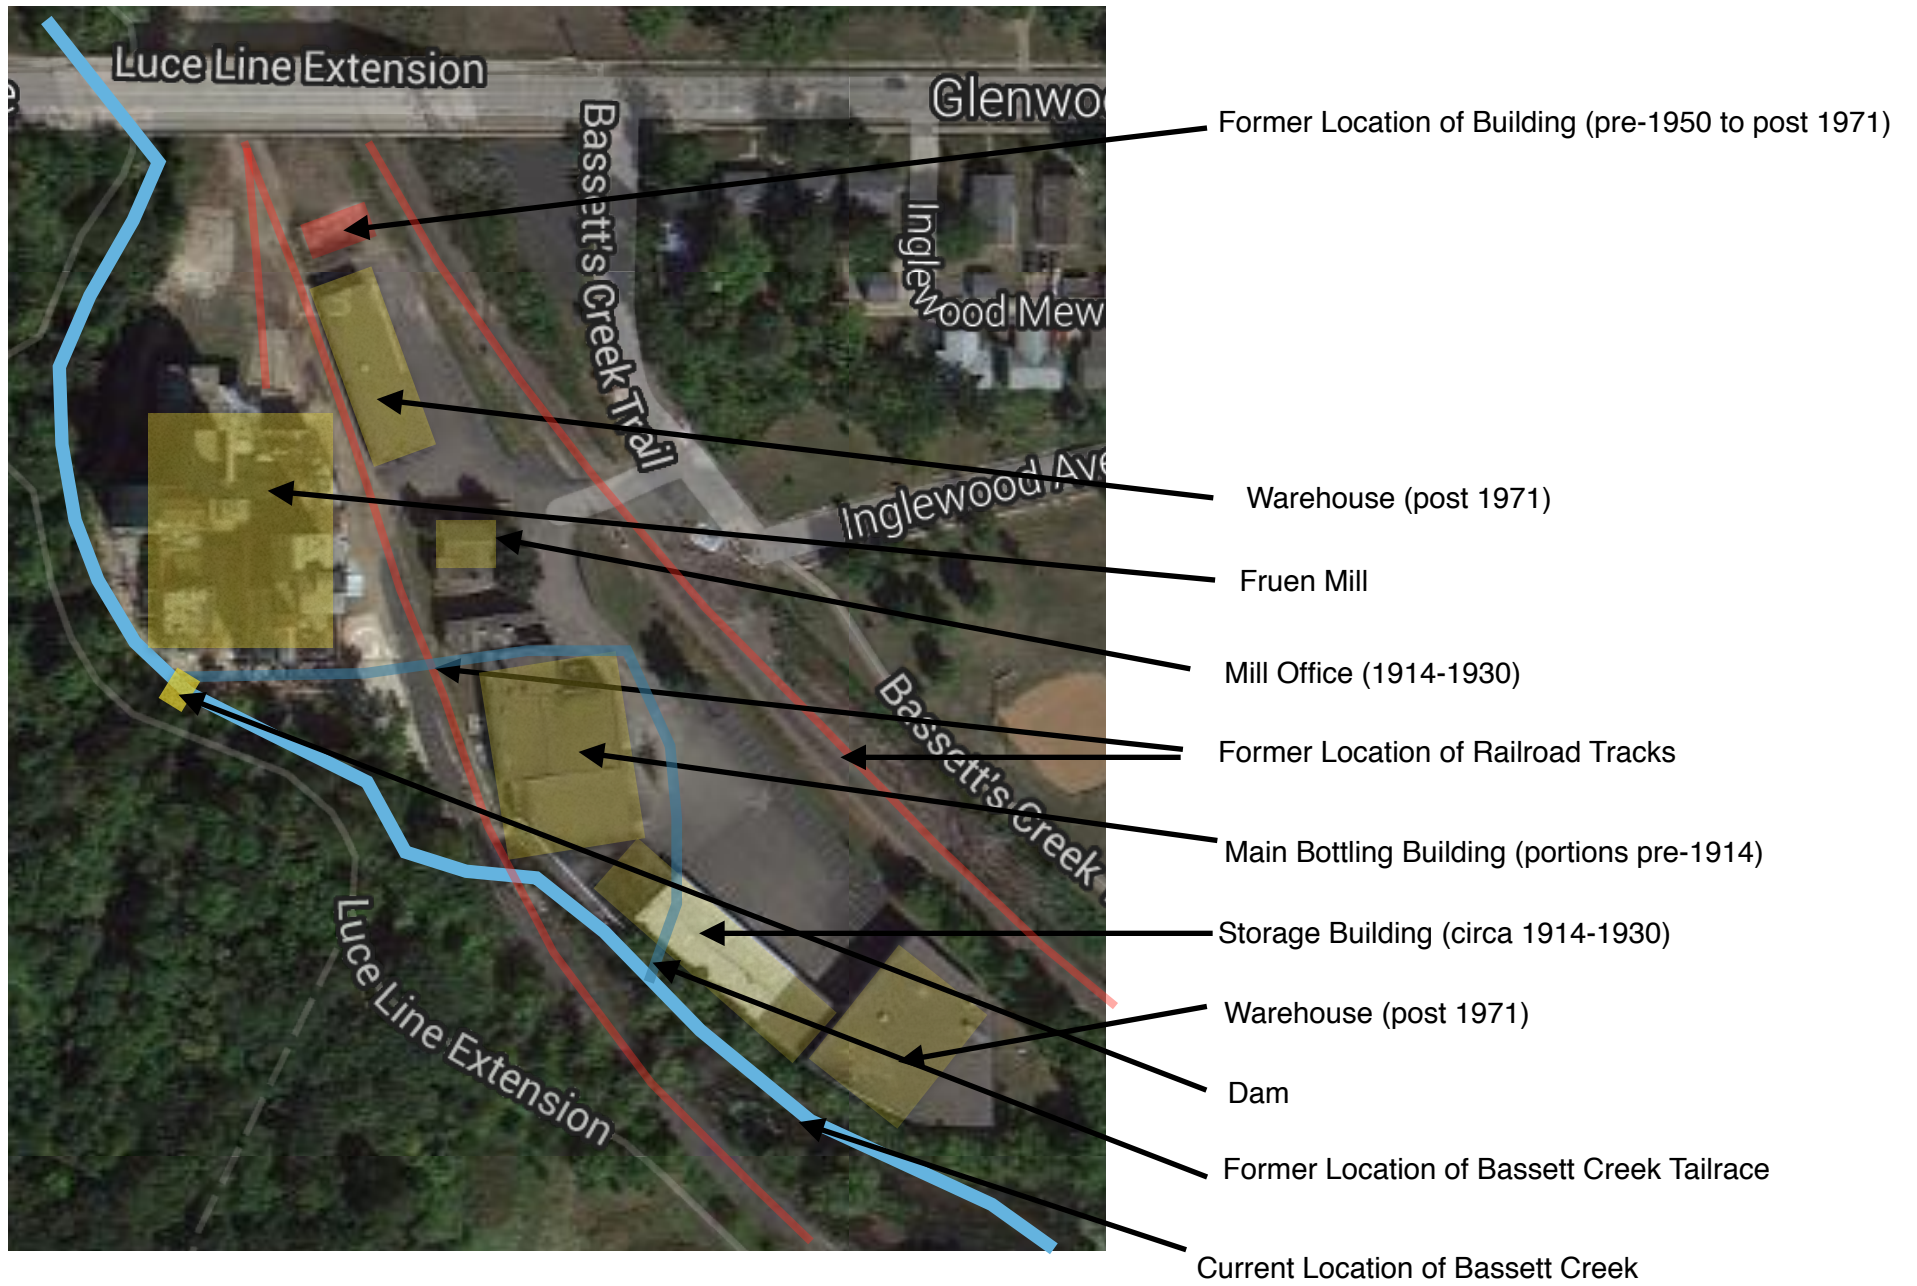 Luce Line Extension
Glenwoo
Bassett's Creek Trail
Inglewood Mew
Inglewood Ave
Bassett's Creek
Luce Line Extension
Former Location of Building (pre-1950 to post 1971)
Warehouse (post 1971)
Fruen Mill
Mill Office (1914-1930)
Former Location of Railroad Tracks
Main Bottling Building (portions pre-1914)
Storage Building (circa 1914-1930)
Warehouse (post 1971)
Dam
Former Location of Bassett Creek Tailrace
Current Location of Bassett Creek